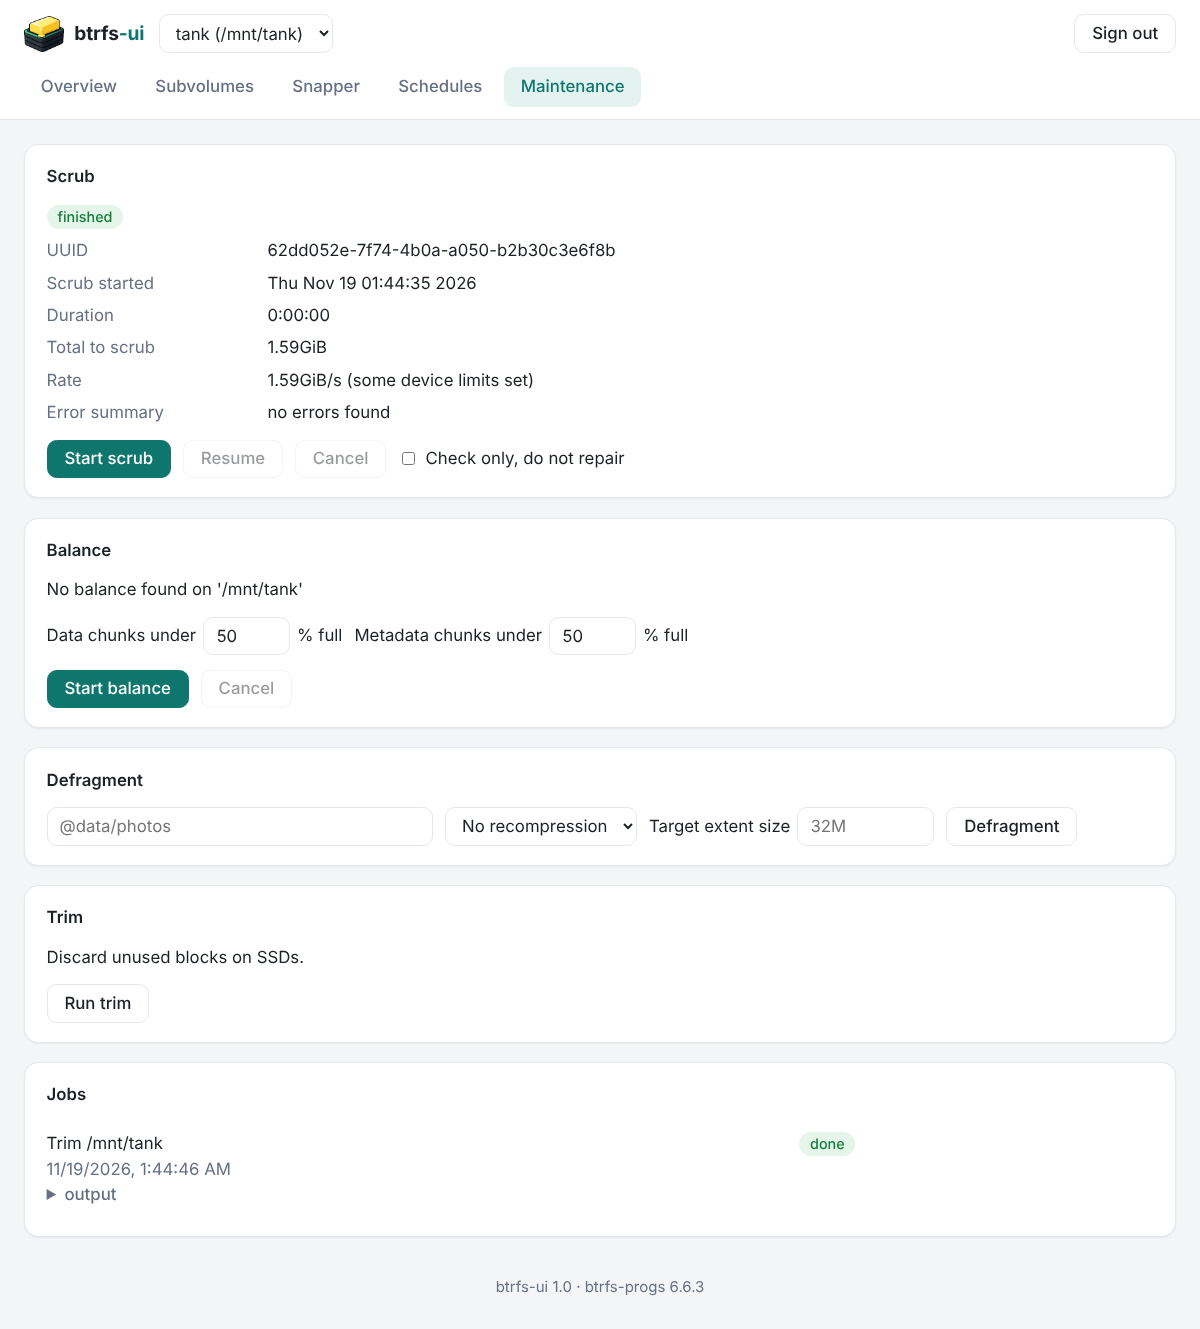 btrfs-ui
tank (/mnt/tank)
Sign out
Overview Subvolumes Snapper Schedules Maintenance
Scrub
finished
UUID 62dd052e-7f74-4b0a-a050-b2b30c3e6f8b
Scrub started Thu Nov 19 01:44:35 2026
Duration 0:00:00
Total to scrub 1.59GiB
Rate 1.59GiB/s (some device limits set)
Error summary no errors found
Start scrub Resume Cancel Check only, do not repair
Balance
No balance found on '/mnt/tank'
Data chunks under 50 % full Metadata chunks under 50 % full
Start balance Cancel
Defragment
@data/photos No recompression Target extent size 32M Defragment
Trim
Discard unused blocks on SSDs.
Run trim
Jobs
Trim /mnt/tank done
11/19/2026, 1:44:46 AM
output
btrfs-ui 1.0 · btrfs-progs 6.6.3